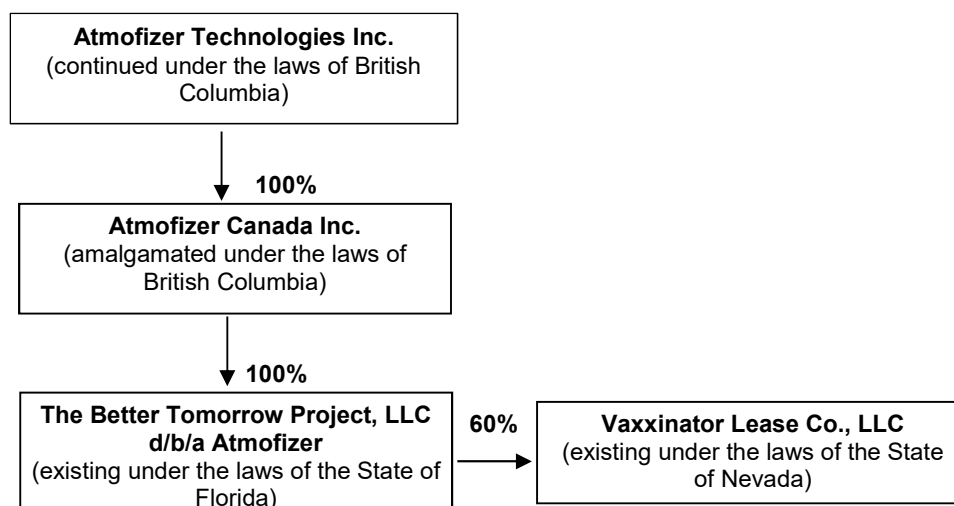 Atmofizer Technologies Inc.
(continued under the laws of British
Columbia)
100%
Atmofizer Canada Inc.
(amalgamated under the laws of
British Columbia)
100%
The Better Tomorrow Project, LLC
d/b/a Atmofizer
(existing under the laws of the State of
Florida)
60%
Vaxxinator Lease Co., LLC
(existing under the laws of the State
of Nevada)